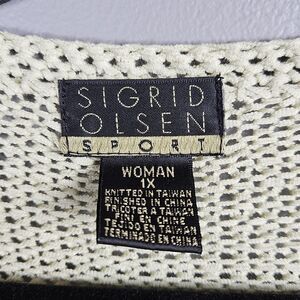 SIGRID
OLSEN
SPORT
WOMAN
1X
KNITTED IN TAIWAN
FINISHED IN CHINA
TRICOTER A TAIWAN
EN CHINE
TEJIDO EN TAIWAN
TERMINADO EN CHINA